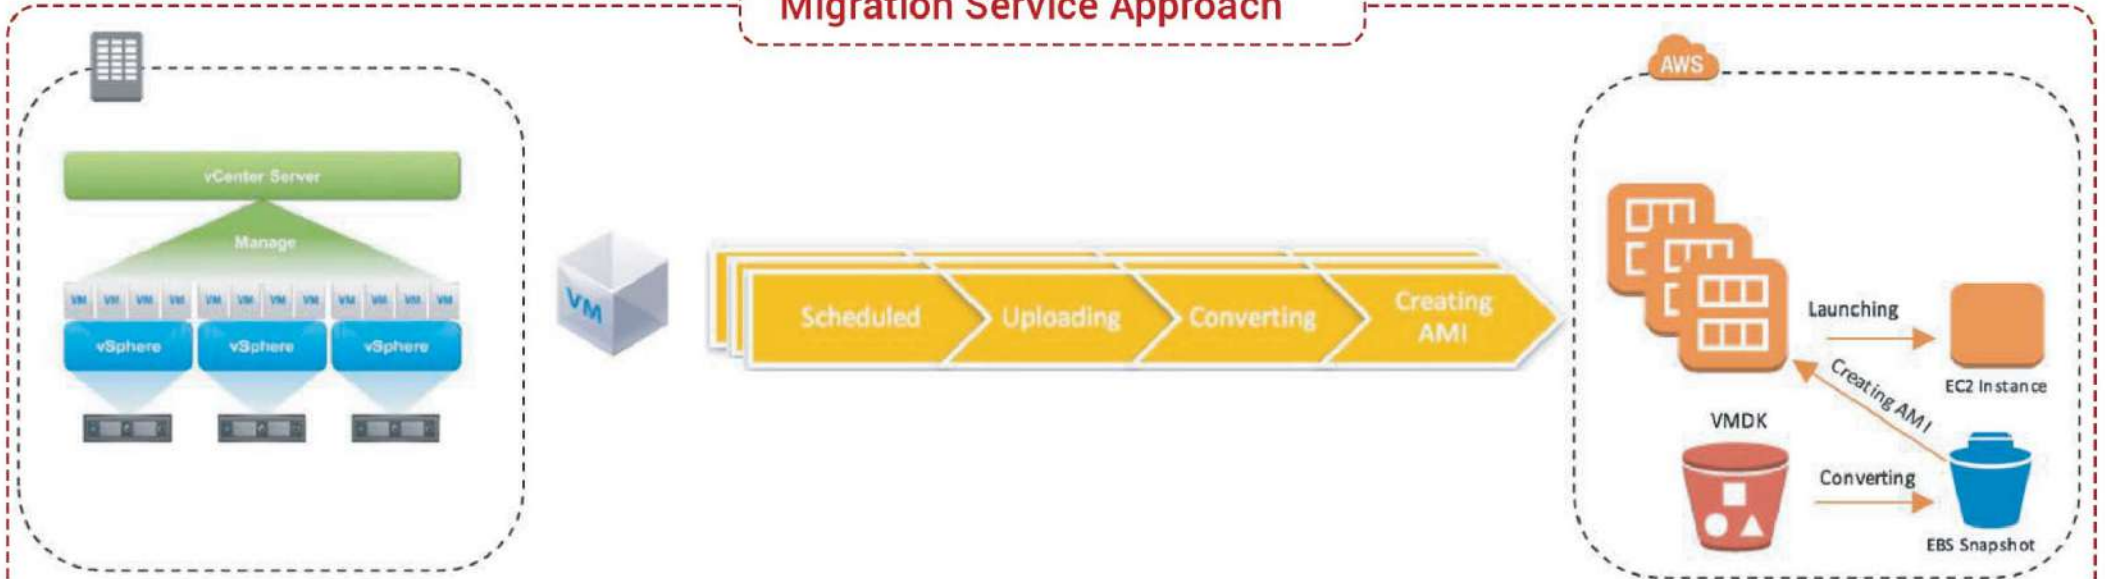 Migration Service Approach
AWS
vCenter Server
Manage
VM VM VM VM VM VM VM VM VM VM VM VM
vSphere vSphere vSphere
VM
Scheduled
Uploading
Converting
Creating
AMI
Launching
EC2 Instance
Creating AMI
VMDK
Converting
EBS Snapshot